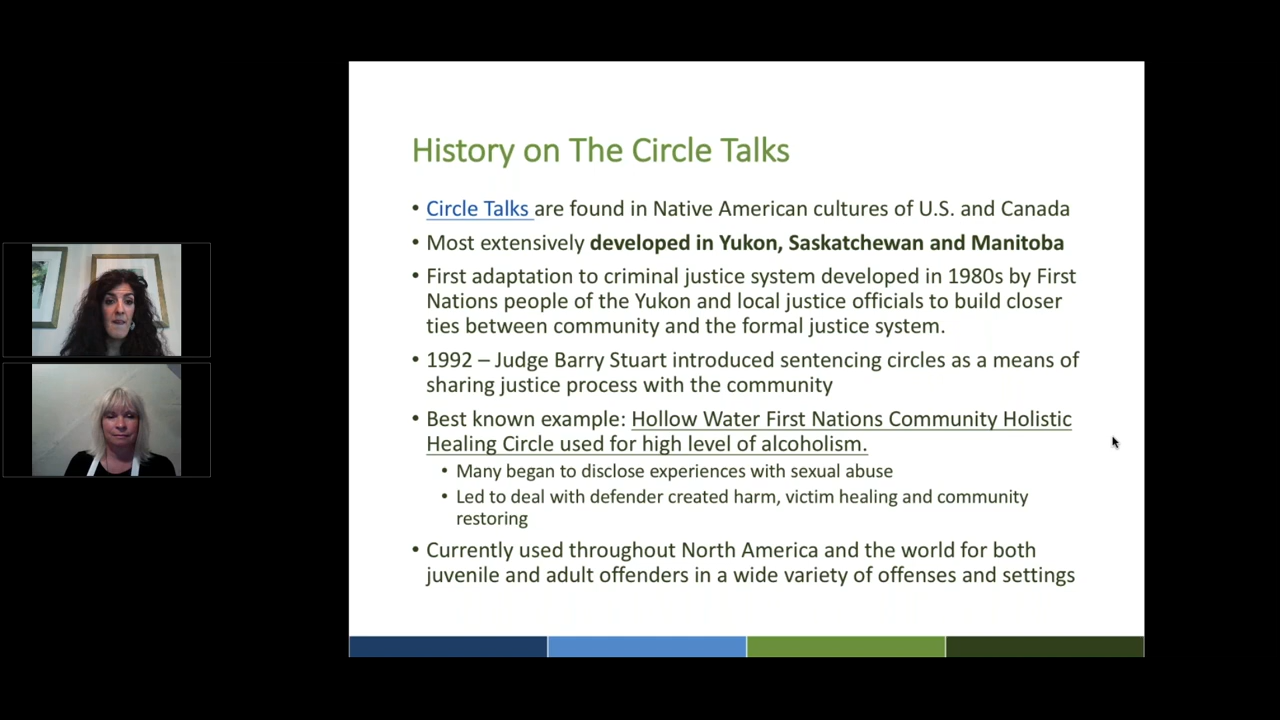 History on The Circle Talks
• Circle Talks are found in Native American cultures of U.S. and Canada
• Most extensively developed in Yukon, Saskatchewan and Manitoba
• First adaptation to criminal justice system developed in 1980s by First
Nations people of the Yukon and local justice officials to build closer
ties between community and the formal justice system.
• 1992 – Judge Barry Stuart introduced sentencing circles as a means of
sharing justice process with the community
• Best known example: Hollow Water First Nations Community Holistic
Healing Circle used for high level of alcoholism.
• Many began to disclose experiences with sexual abuse
• Led to deal with defender created harm, victim healing and community
restoring
• Currently used throughout North America and the world for both
juvenile and adult offenders in a wide variety of offenses and settings